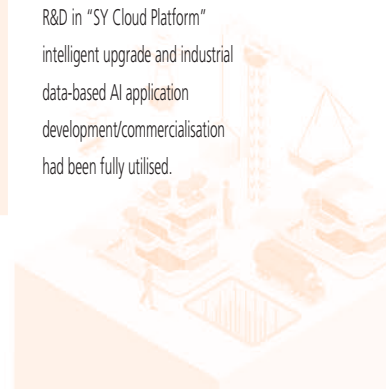 R&D in “SY Cloud Platform”
intelligent upgrade and industrial
data-based AI application
development/commercialisation
had been fully utilised.